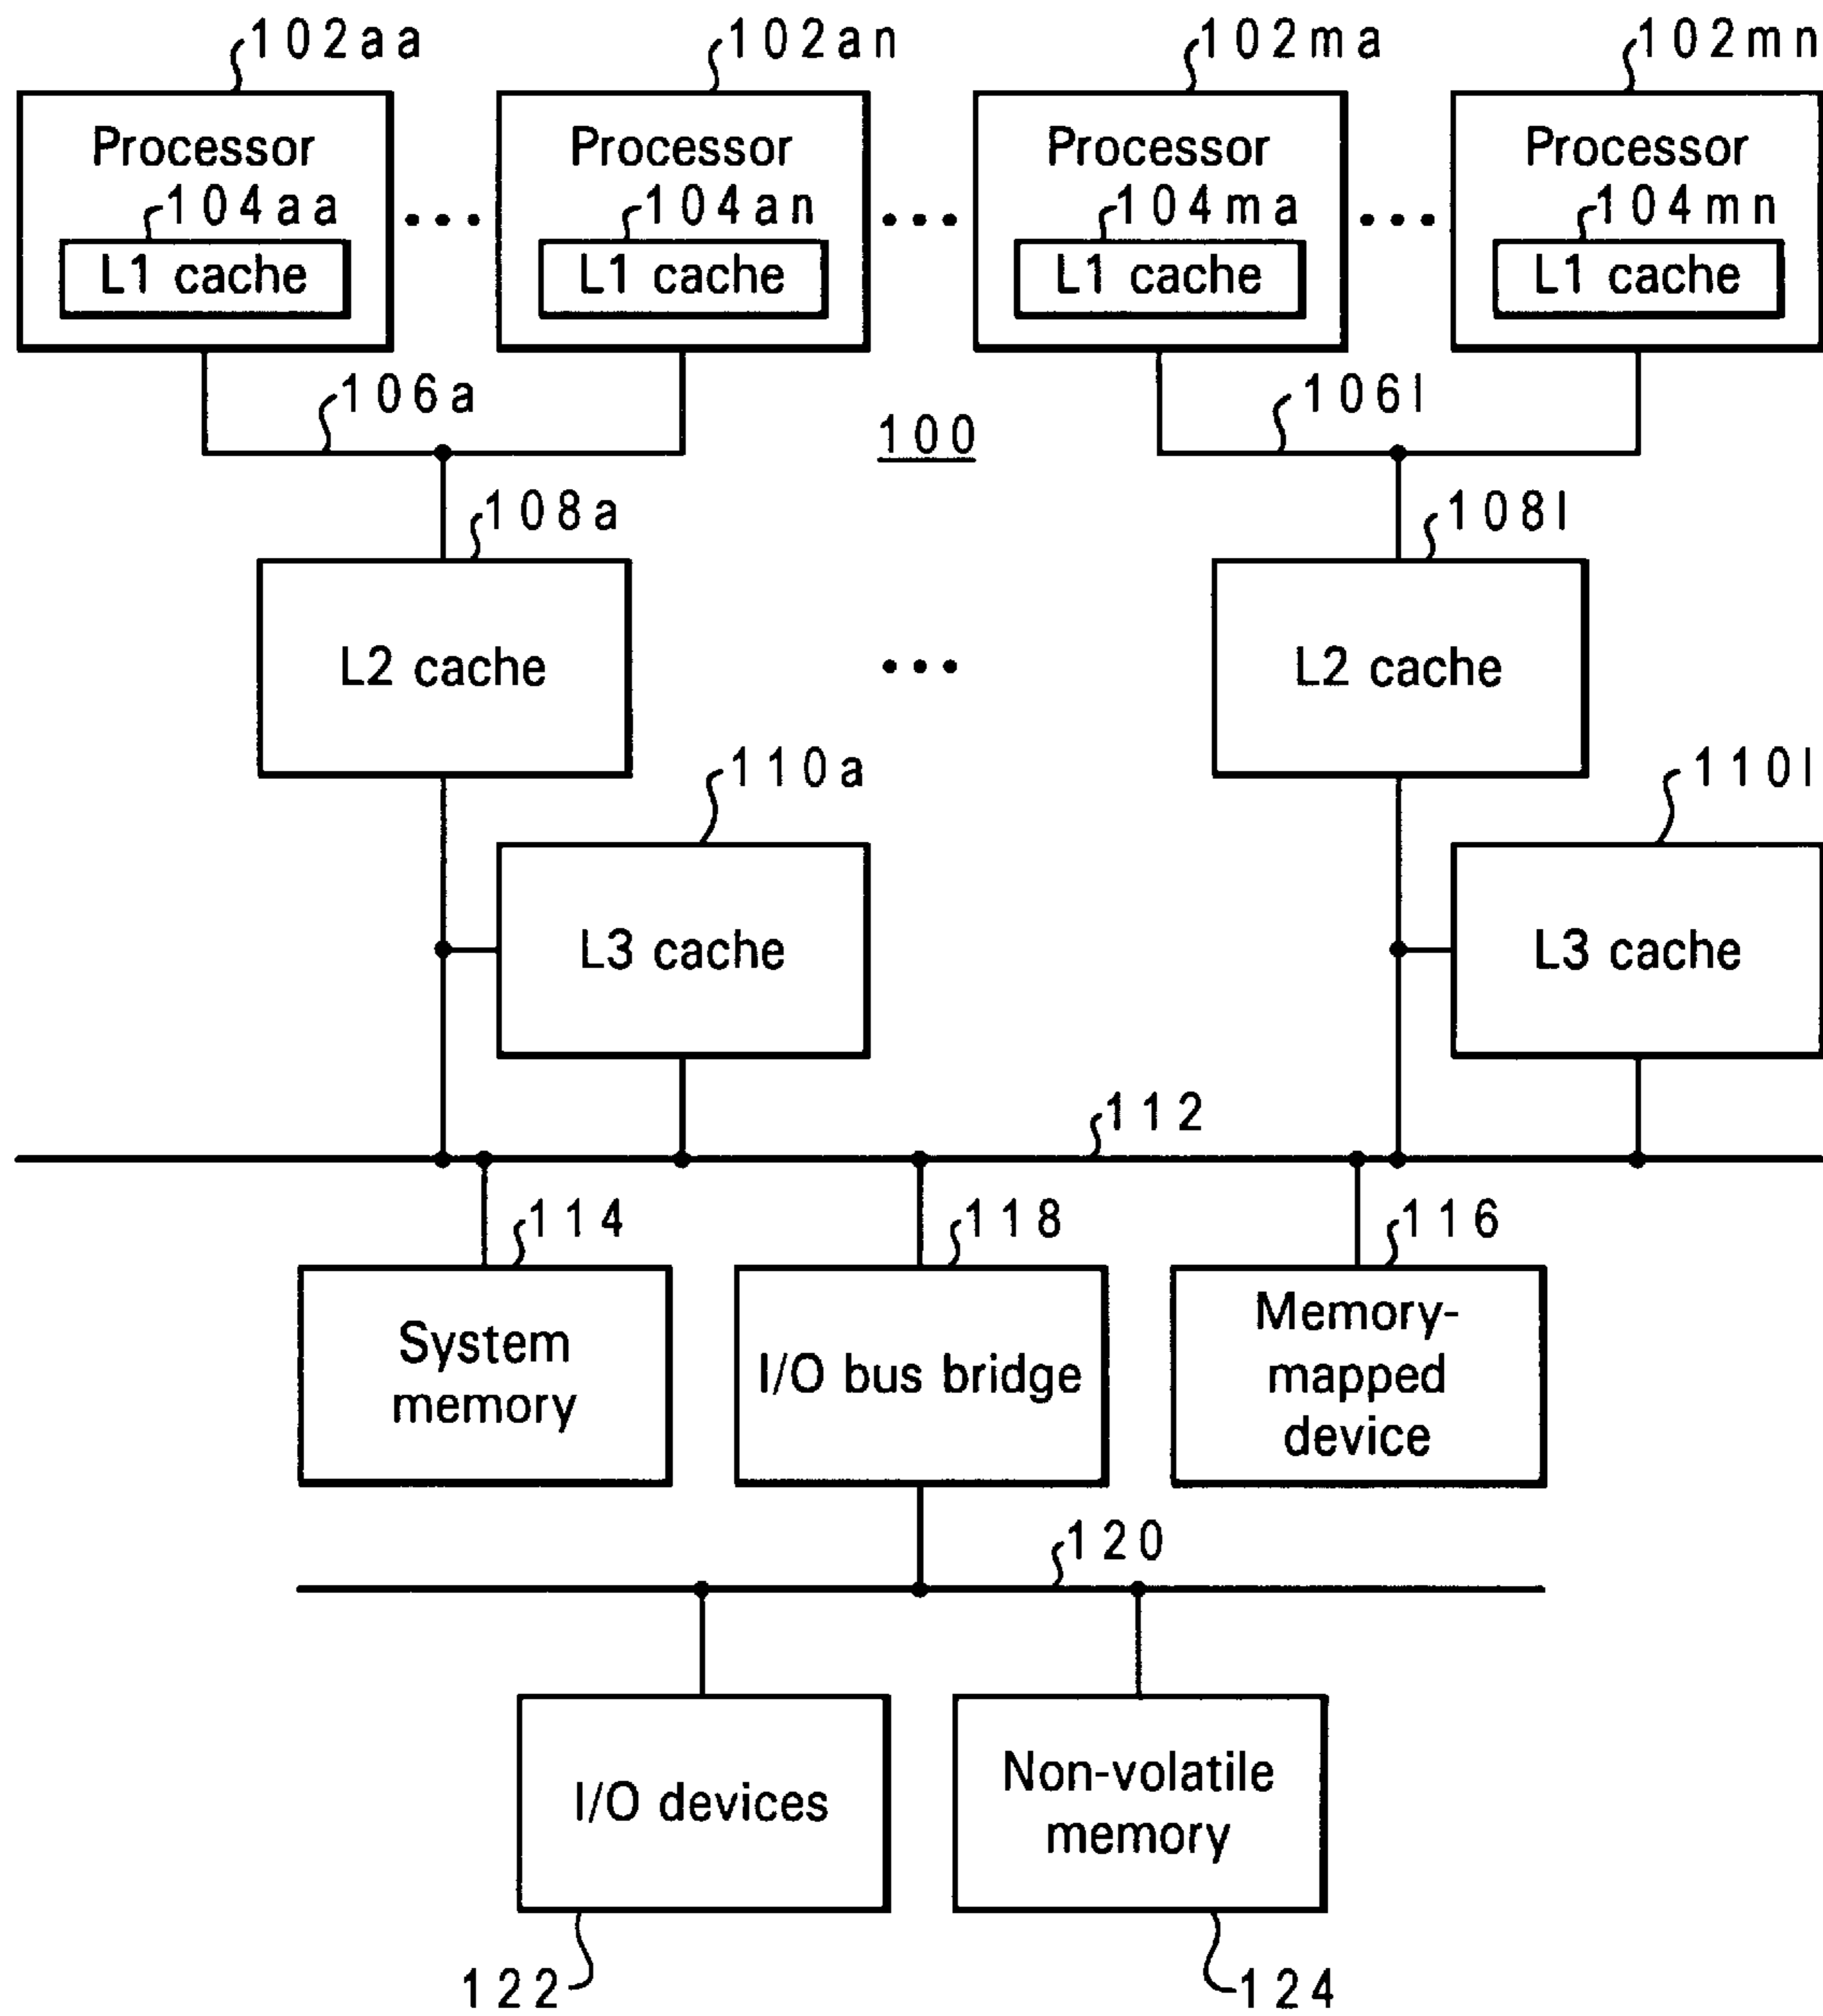 102aa 102an 102ma 102mn
Processor Processor Processor Processor
104aa 104an 104ma 104mn
L1 cache L1 cache L1 cache L1 cache
106a 106l
100
108a 108l
L2 cache L2 cache
110a 110l
L3 cache L3 cache
112
114 118 116
System
memory
I/O bus bridge
Memory-
mapped
device
120
I/O devices
Non-volatile
memory
122 124